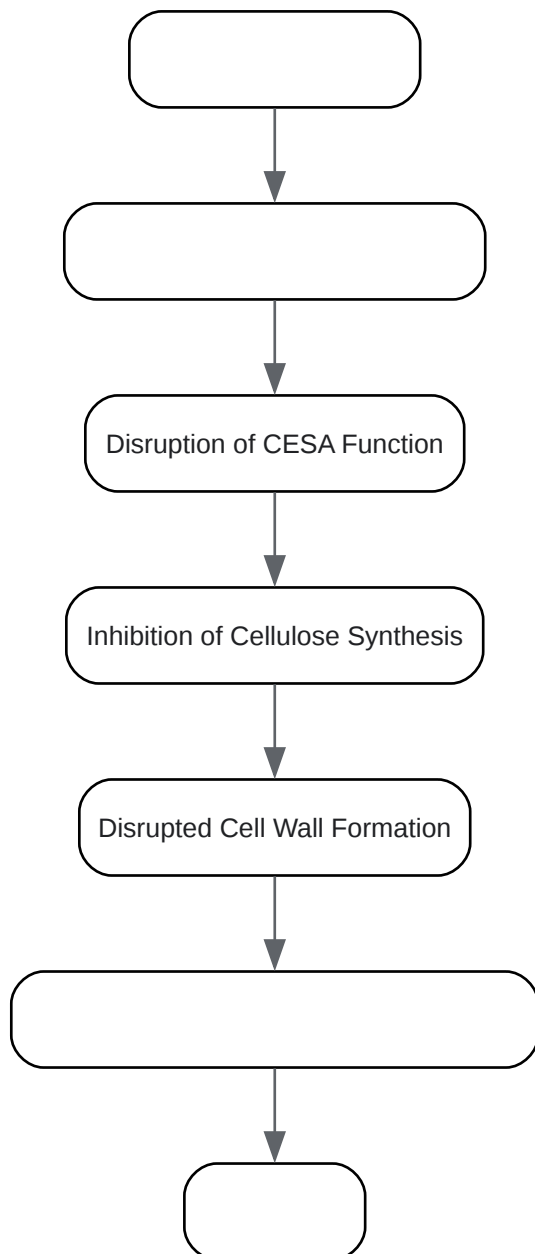 Disruption of CESA Function
Inhibition of Cellulose Synthesis
Disrupted Cell Wall Formation